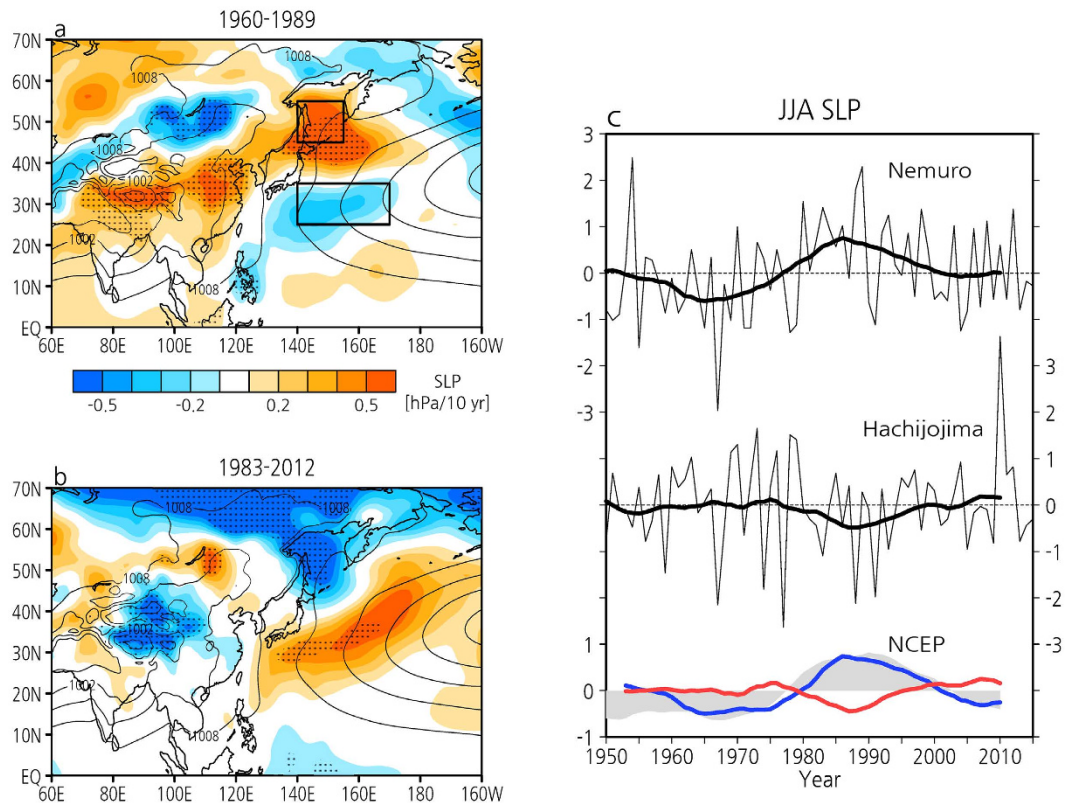 a
1960-1989
70N
60N
50N
40N
30N
20N
10N
EQ
1008
1008
1008
1002
1002
1008
60E 80E 100E 120E 140E 160E 180 160W
-0.5 -0.2 0.2 0.5
SLP
[hPa/10 yr]
b
1983-2012
70N
60N
50N
40N
30N
20N
10N
EQ
1008
1008
1008
1002
1002
1008
60E 80E 100E 120E 140E 160E 180 160W
c
JJA SLP
3
2
1
0
-1
-2
-3
Nemuro
3
2
1
0
-1
-2
-3
Hachijojima
NCEP
1
0
-1
1950 1960 1970 1980 1990 2000 2010
Year